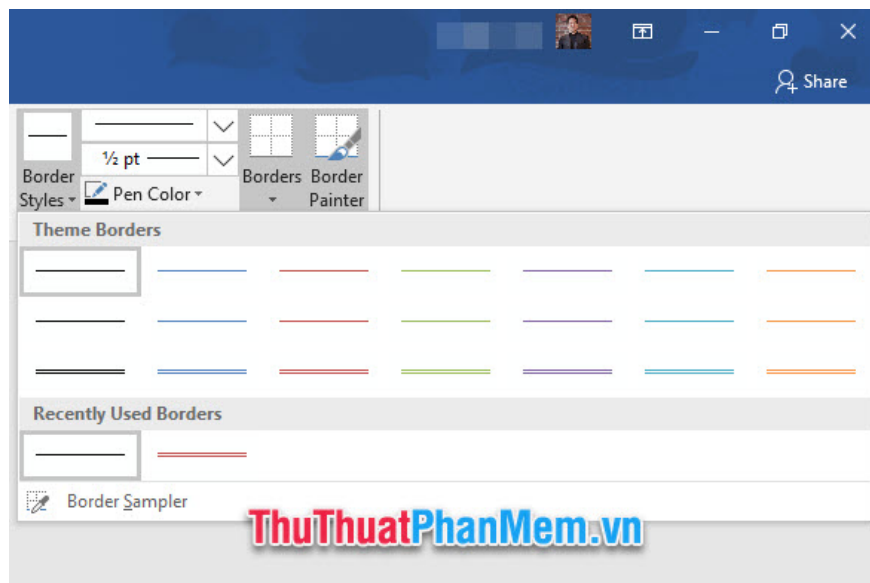 Share
½ pt
Border Styles
Pen Color
Borders
Border Painter
Theme Borders
Recently Used Borders
Border Sampler
ThuThuatPhanMem.vn